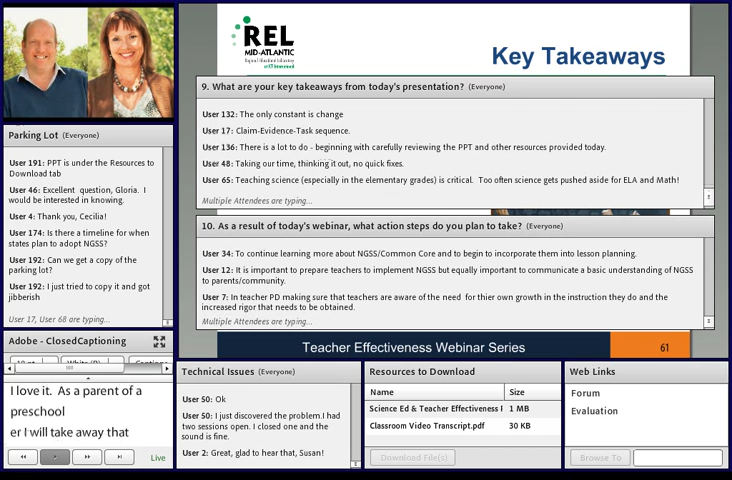 REL
MID-ATLANTIC
Key Takeaways
9. What are your key takeaways from today's presentation? (Everyone)
User 132: The only constant is change
User 17: Claim-Evidence-Task sequence.
User 136: There is a lot to do - beginning with carefully reviewing the PPT and other resources provided today.
User 48: Taking our time, thinking it out, no quick fixes.
User 65: Teaching science (especially in the elementary grades) is critical. Too often science gets pushed aside for ELA and Math!
Multiple Attendees are typing...
10. As a result of today's webinar, what action steps do you plan to take? (Everyone)
User 34: To continue learning more about NGSS/Common Core and to begin to incorporate them into lesson planning.
User 12: It is important to prepare teachers to implement NGSS but equally important to communicate a basic understanding of NGSS
to parents/community.
User 7: In teacher PD making sure that teachers are aware of the need for thier own growth in the instruction they do and the
increased rigor that needs to be obtained.
Multiple Attendees are typing...
Teacher Effectiveness Webinar Series
61
Parking Lot (Everyone)
User 191: PPT is under the Resources to
Download tab
User 46: Excellent question, Gloria. I
would be interested in knowing.
User 4: Thank you, Cecilia!
User 174: Is there a timeline for when
states plan to adopt NGSS?
User 192: Can we get a copy of the
parking lot?
User 192: I just tried to copy it and got
jibberish
User 17, User 68 are typing...
Adobe - ClosedCaptioning
I love it. As a parent of a
preschool
er I will take away that
Live
Technical Issues (Everyone)
User 50: Ok
User 50: I just discovered the problem.I had
two sessions open. I closed one and the
sound is fine.
User 2: Great, glad to hear that, Susan!
Resources to Download
Name Size
Science Ed & Teacher Effectiveness 1 MB
Classroom Video Transcript.pdf 30 KB
Download File(s)
Web Links
Forum
Evaluation
Browse To